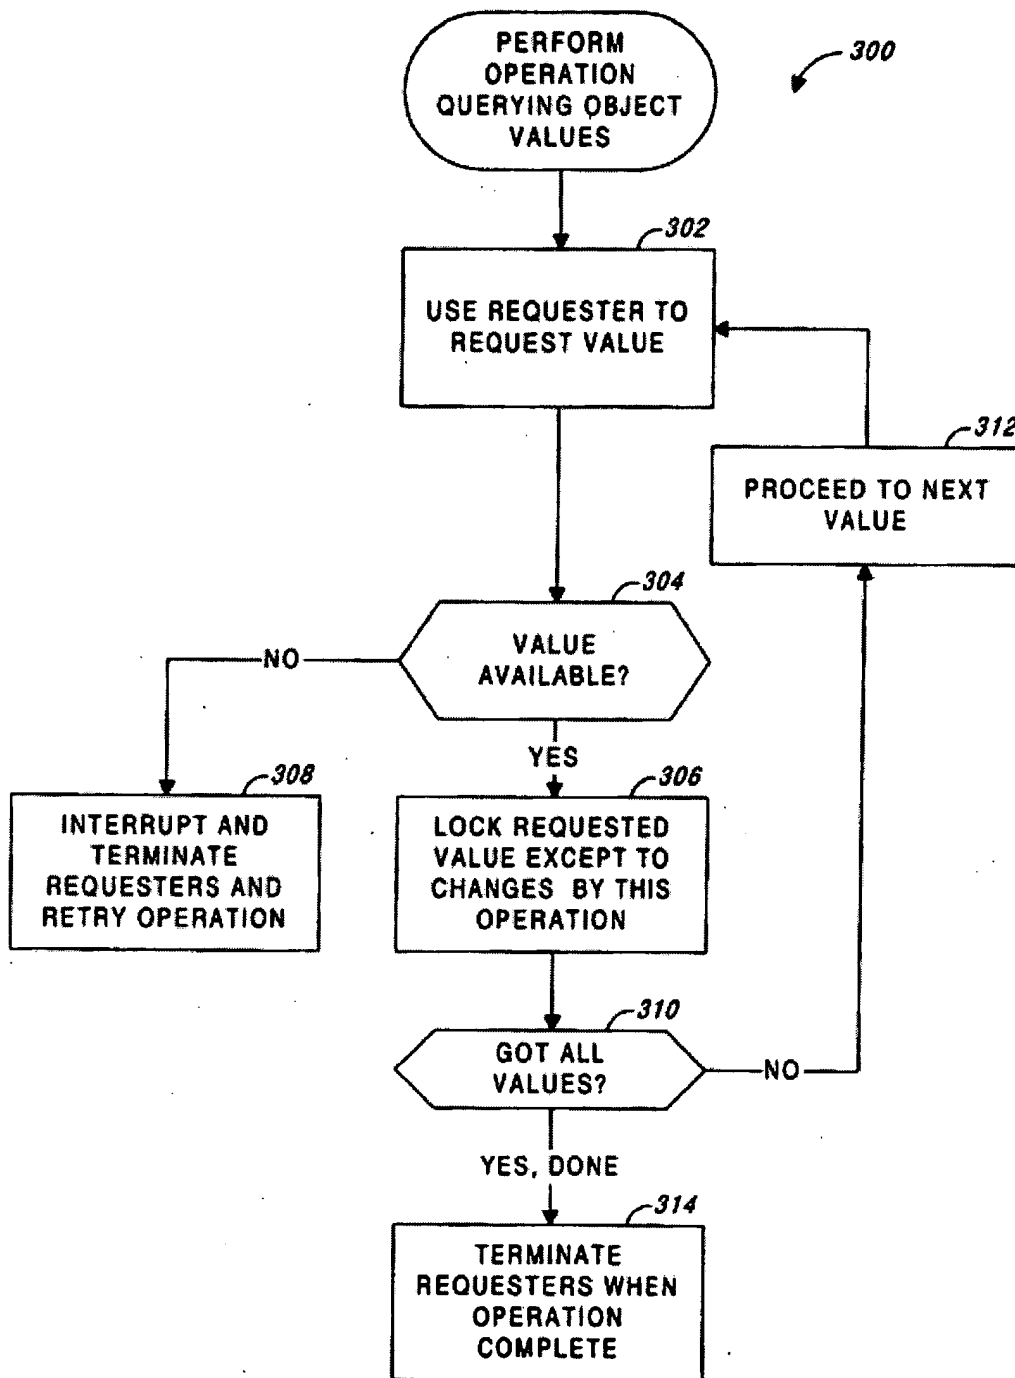 PERFORM
OPERATION
QUERYING OBJECT
VALUES
300
302
USE REQUESTER TO
REQUEST VALUE
312
PROCEED TO NEXT
VALUE
304
VALUE
AVAILABLE?
NO
YES
308
INTERRUPT AND
TERMINATE
REQUESTERS AND
RETRY OPERATION
306
LOCK REQUESTED
VALUE EXCEPT TO
CHANGES BY THIS
OPERATION
310
GOT ALL
VALUES?
NO
YES, DONE
314
TERMINATE
REQUESTERS WHEN
OPERATION
COMPLETE